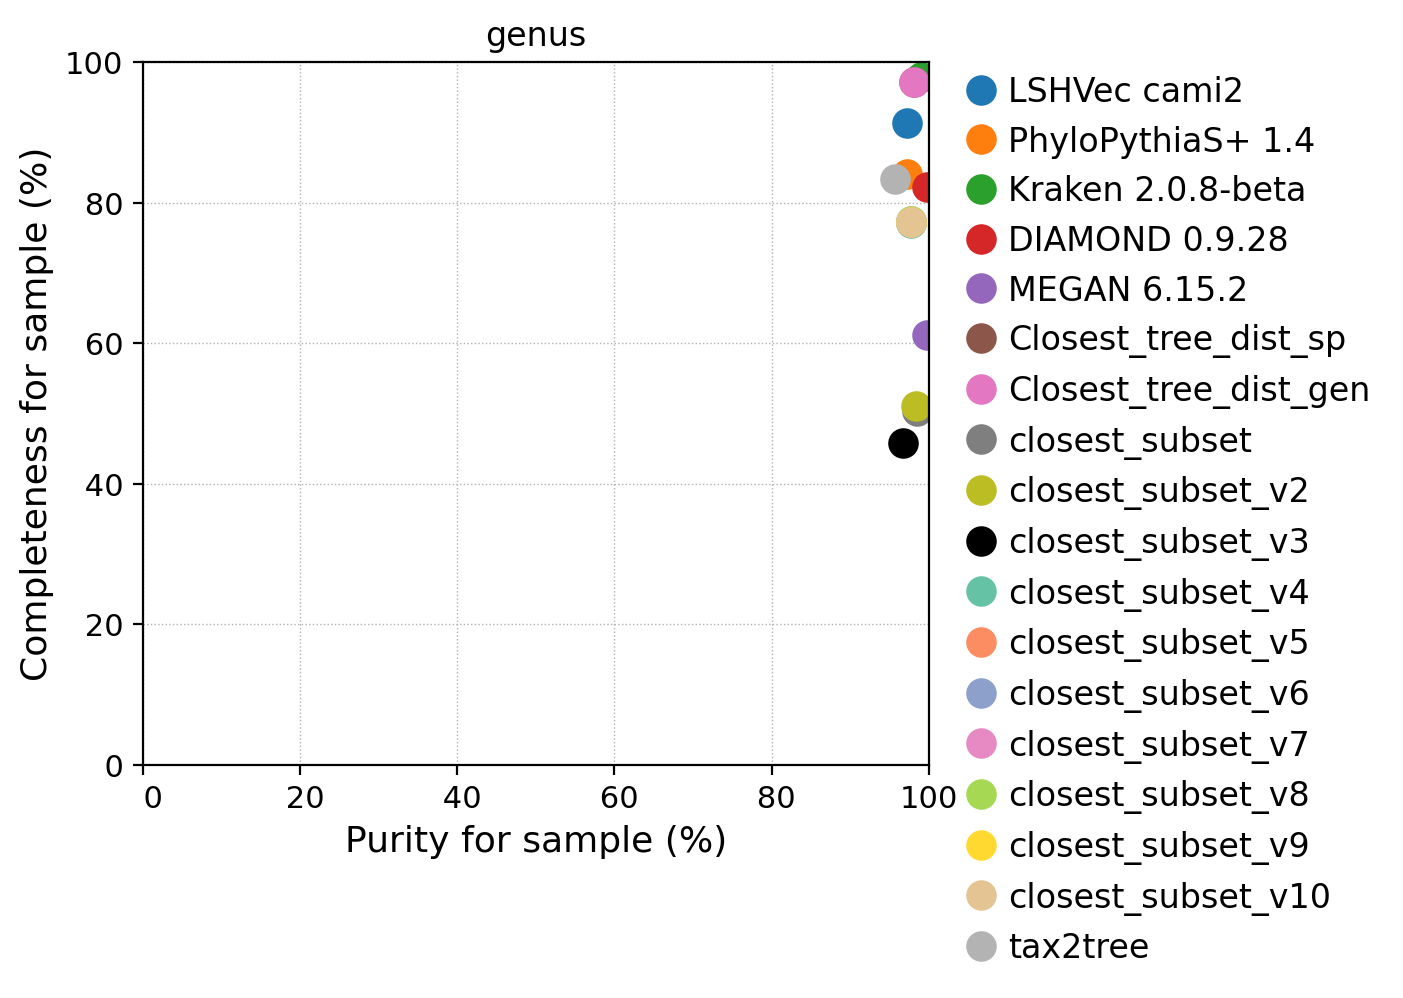 genus
100
80
60
40
20
0
Completeness for sample (%)
0 20 40 60 80 100
Purity for sample (%)
LSHVec cami2
PhyloPythiaS+ 1.4
Kraken 2.0.8-beta
DIAMOND 0.9.28
MEGAN 6.15.2
Closest_tree_dist_sp
Closest_tree_dist_gen
closest_subset
closest_subset_v2
closest_subset_v3
closest_subset_v4
closest_subset_v5
closest_subset_v6
closest_subset_v7
closest_subset_v8
closest_subset_v9
closest_subset_v10
tax2tree